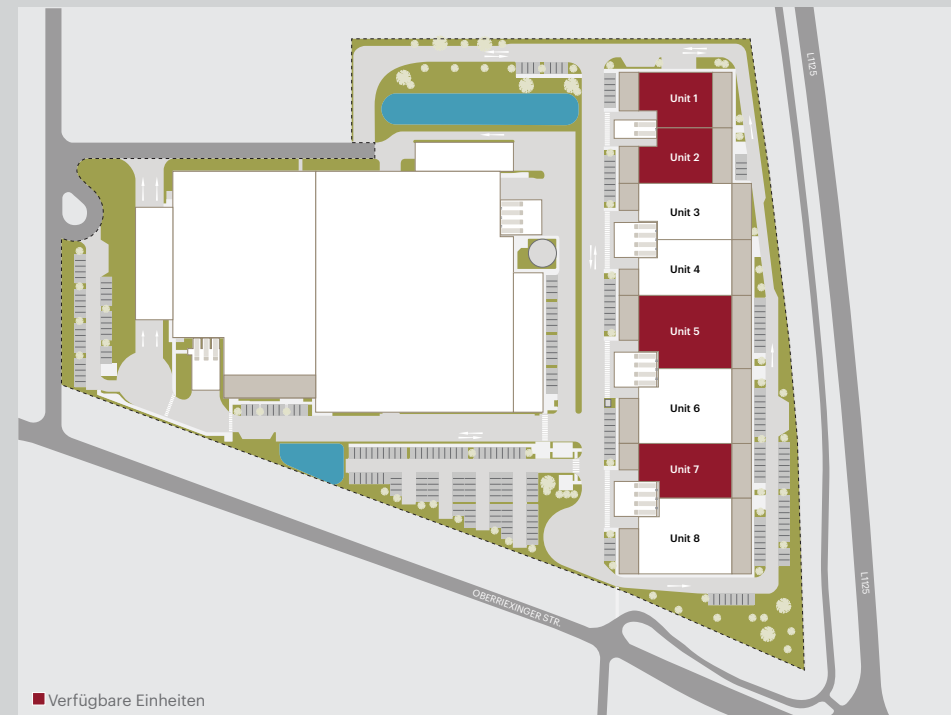 L1125
Unit 1
Unit 2
Unit 3
Unit 4
Unit 5
Unit 6
Unit 7
Unit 8
L1125
OBERRIEXINGER STR.
Verfügbare Einheiten